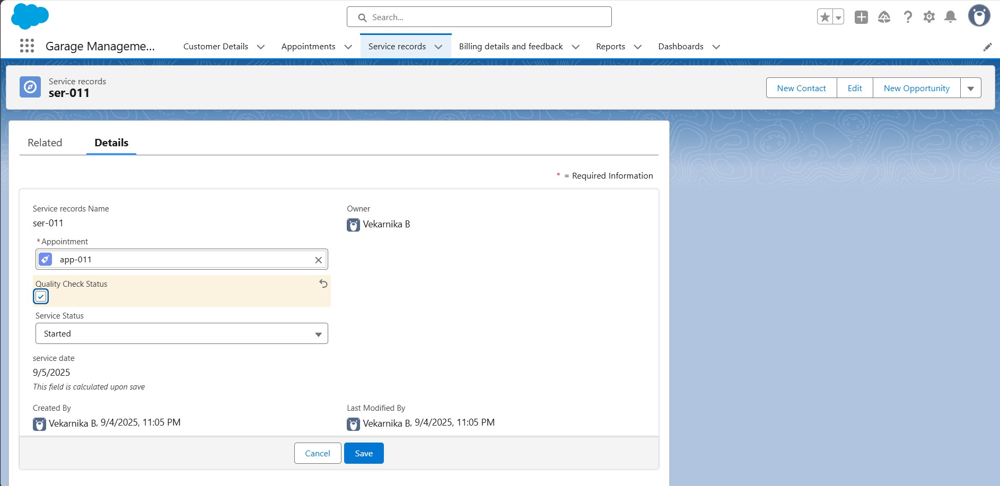 Search...
Garage Manageme...
Customer Details
Appointments
Service records
Billing details and feedback
Reports
Dashboards
Service records
ser-011
New Contact
Edit
New Opportunity
Related
Details
* = Required Information
Service records Name
ser-011
Owner
Vekarnika B
*Appointment
app-011
Quality Check Status
Service Status
Started
service date
9/5/2025
This field is calculated upon save
Created By
Vekarnika B, 9/4/2025, 11:05 PM
Last Modified By
Vekarnika B, 9/4/2025, 11:05 PM
Cancel
Save